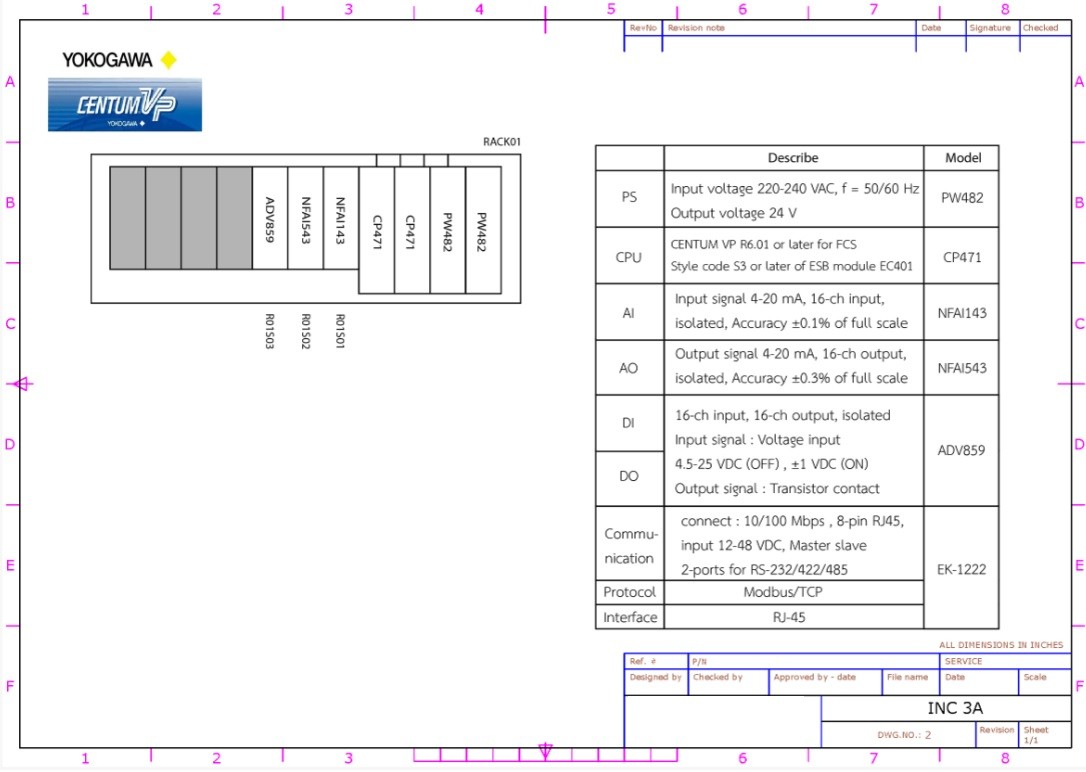 1 2 3 4 5 6 7 8
RevNo Revision note Date Signature Checked
YOKOGAWA
CENTUM VP
YOKOGAWA
A A
RACK01
B B
ADV859
NFAI543
NFAI143
CP471
CP471
PW482
PW482
R01S03
R01S02
R01S01
C C
Describe Model
PS Input voltage 220-240 VAC, f = 50/60 Hz PW482
Output voltage 24 V
CPU CENTUM VP R6.01 or later for FCS CP471
Style code S3 or later of ESB module EC401
AI Input signal 4-20 mA, 16-ch input, NFAI143
isolated, Accuracy ±0.1% of full scale
AO Output signal 4-20 mA, 16-ch output, NFAI543
isolated, Accuracy ±0.3% of full scale
D D
DI 16-ch input, 16-ch output, isolated
Input signal : Voltage input
ADV859
DO 4.5-25 VDC (OFF) , ±1 VDC (ON)
Output signal : Transistor contact
E E
Commu- connect : 10/100 Mbps , 8-pin RJ45,
nication input 12-48 VDC, Master slave
2-ports for RS-232/422/485
EK-1222
Protocol Modbus/TCP
Interface RJ-45
ALL DIMENSIONS IN INCHES
F F
Ref. # P/N SERVICE
Designed by Checked by Approved by - date File name Date Scale
INC 3A
DWG.NO.: 2 Revision Sheet
1/1
1 2 3 6 7 8